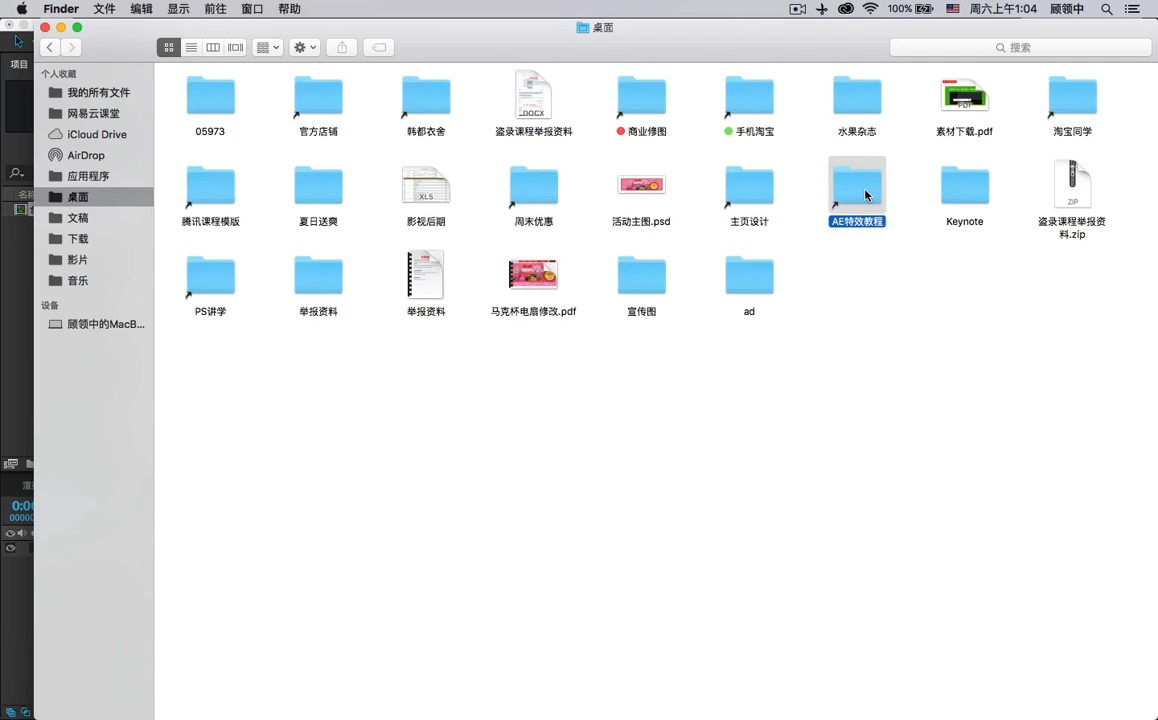 Finder 文件 编辑 显示 前往 窗口 帮助 100% 周六上午1:04 顾领中
桌面
搜索
项目
个人收藏
我的所有文件
网易云课堂
iCloud Drive
AirDrop
应用程序
桌面
文稿
下载
影片
音乐
设备
顾领中的MacB...
05973 官方店铺 韩都衣舍 盗录课程举报资料 商业修图 手机淘宝 水果杂志 素材下载.pdf 淘宝同学
DOCX
PDF
腾讯课程模版 夏日送爽 影视后期 周末优惠 活动主图.psd 主页设计 AE特效教程 Keynote 盗录课程举报资
料.zip
XLS
ZIP
PS讲学 举报资料 举报资料 马克杯电扇修改.pdf 宣传图 ad